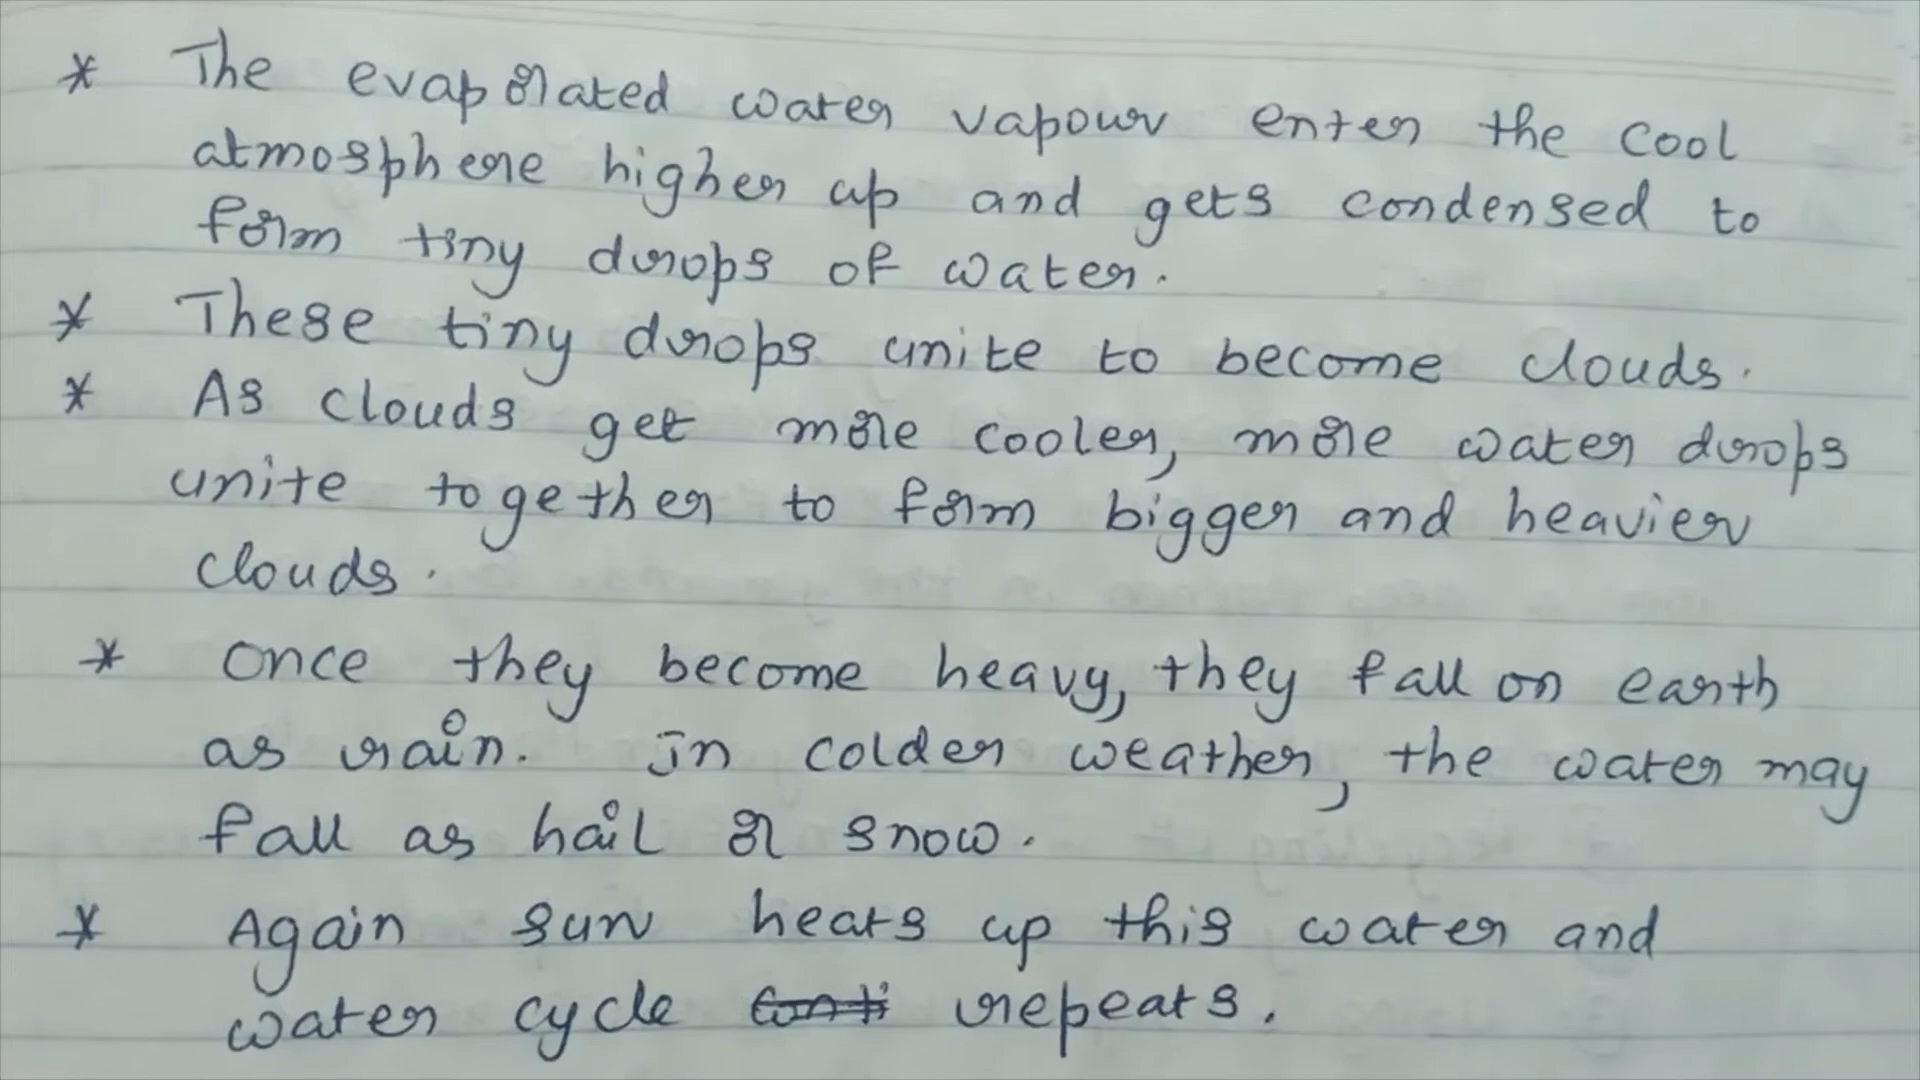 * The evaporated water vapour enter the cool
atmosphere higher up and gets condensed to
form tiny drops of water.
* These tiny drops unite to become clouds.
* As clouds get more cooler, more water drops
unite together to form bigger and heavier
clouds.
* Once they become heavy, they fall on earth
as rain. In colder weather, the water may
fall as hail or snow.
* Again sun heats up this water and
water cycle conti repeats.